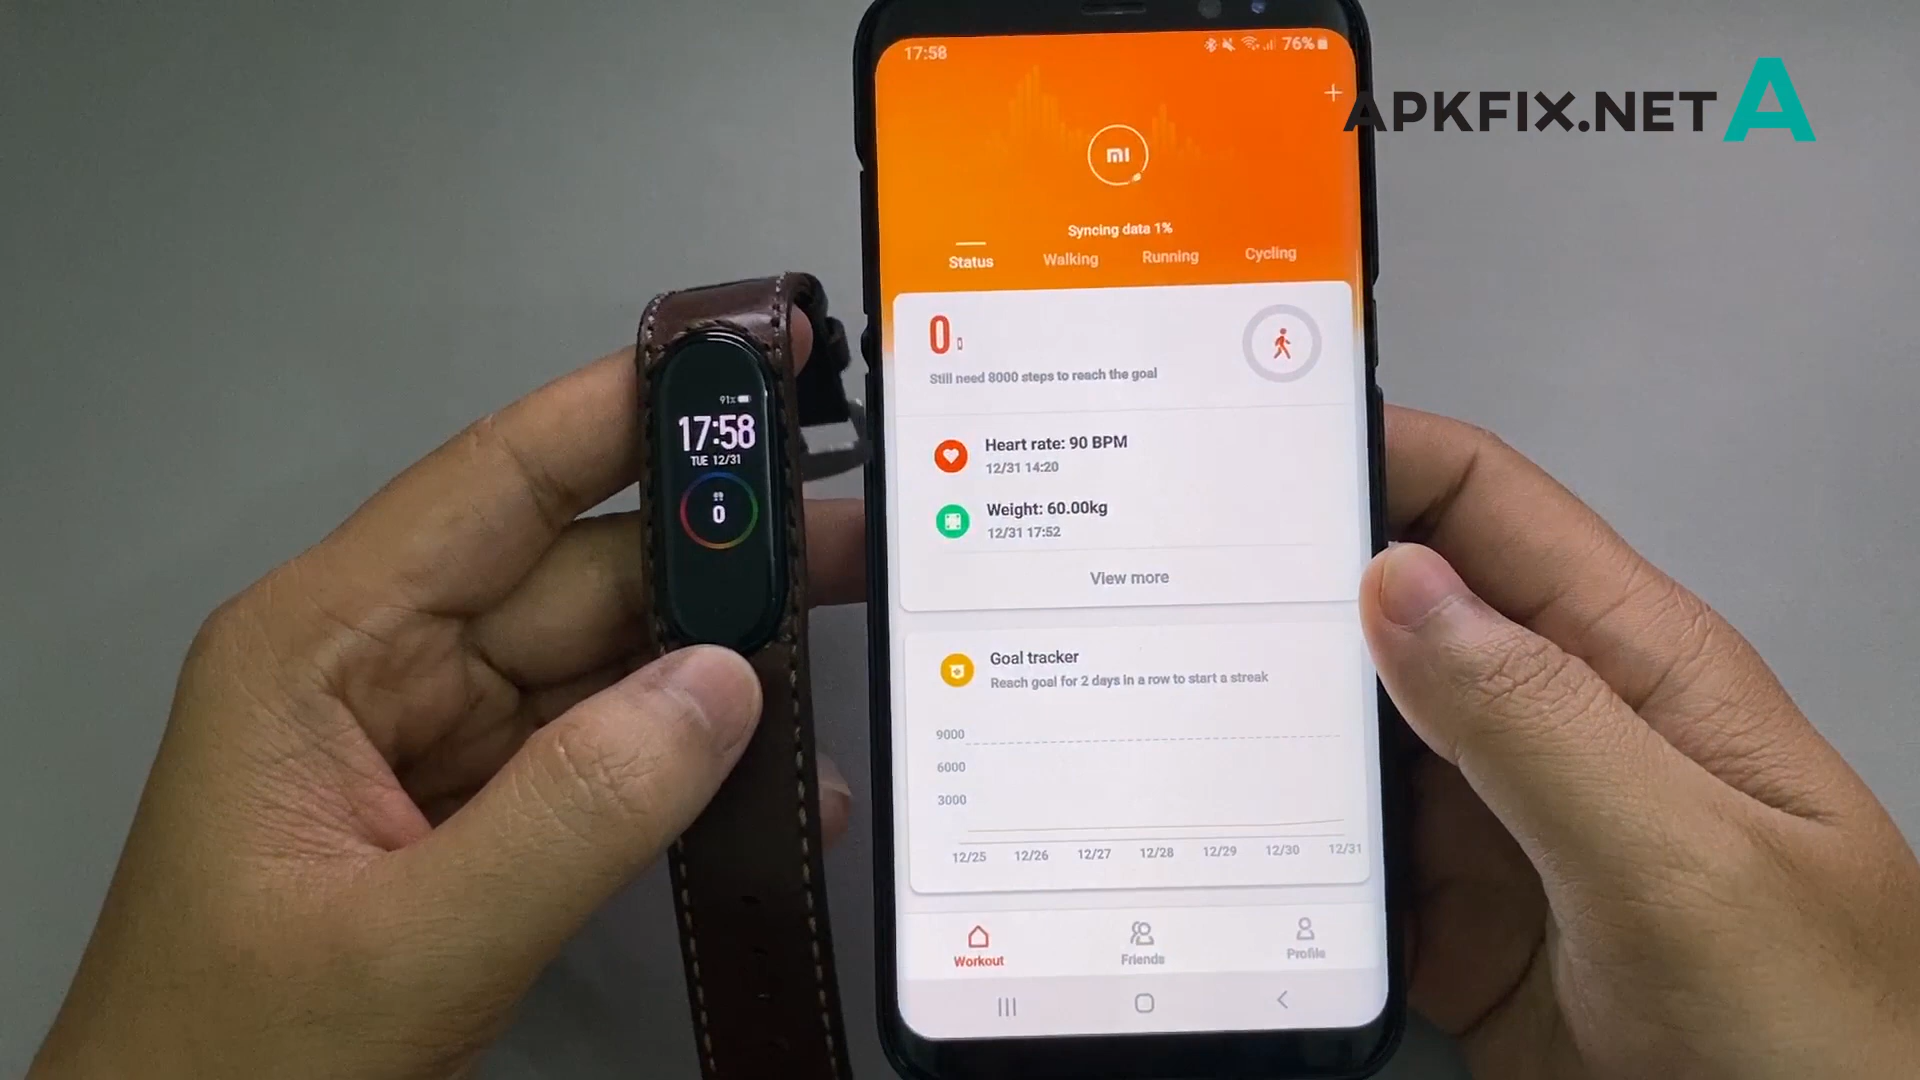 17:58
76%
APKFIX.NET A
mi
Syncing data 1%
Status Walking Running Cycling
0
Still need 8000 steps to reach the goal
Heart rate: 90 BPM
12/31 14:20
Weight: 60.00kg
12/31 17:52
View more
Goal tracker
Reach goal for 2 days in a row to start a streak
9000
6000
3000
12/25 12/26 12/27 12/28 12/29 12/30 12/31
Workout Friends Profile
91%
17:58
TUE 12/31
0